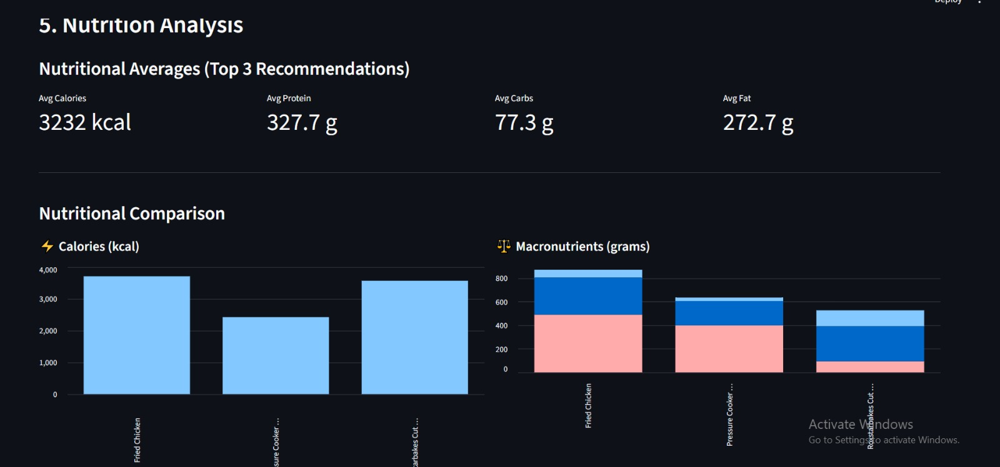 Deploy
5. Nutrition Analysis
Nutritional Averages (Top 3 Recommendations)
Avg Calories
3232 kcal
Avg Protein
327.7 g
Avg Carbs
77.3 g
Avg Fat
272.7 g
Nutritional Comparison
Calories (kcal)
4,000
3,000
2,000
1,000
0
Fried Chicken
sure Cooker ...
arbakes Cut ...
Macronutrients (grams)
800
600
400
200
0
Fried Chicken
Pressure Cooker ...
Roxstarbakes Cut ...
Activate Windows
Go to Settings to activate Windows.